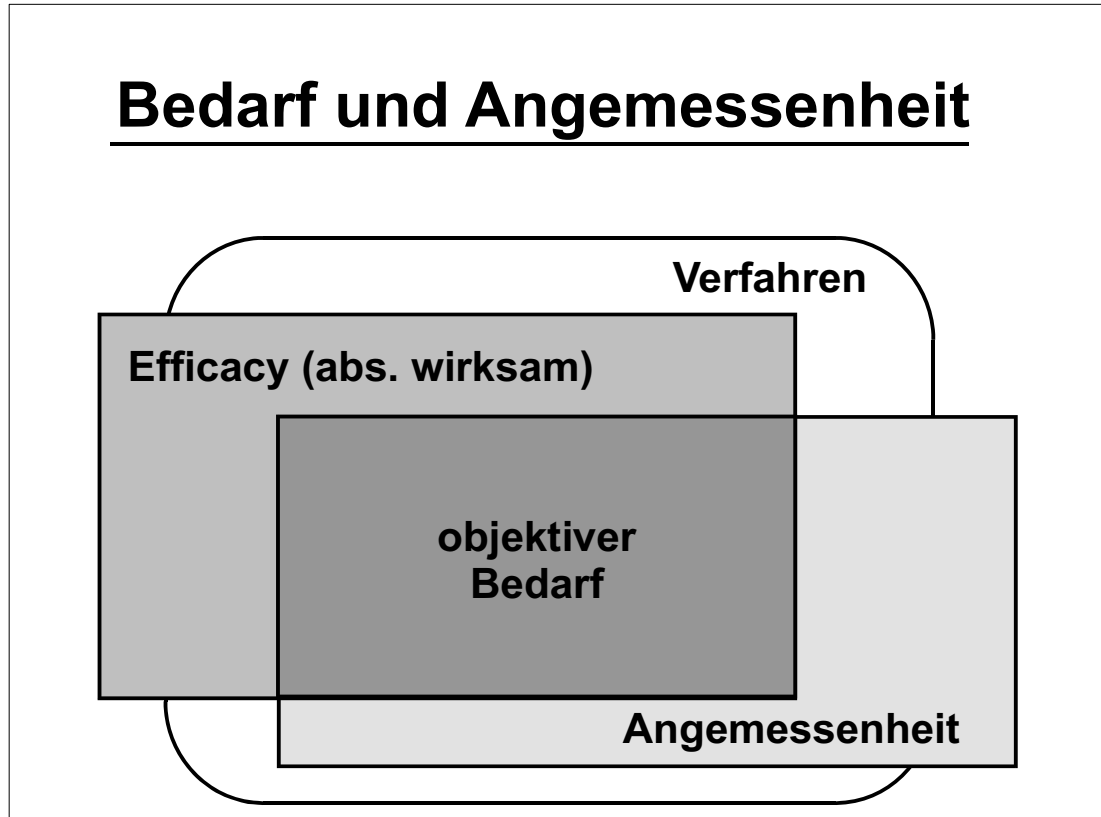 Bedarf und Angemessenheit
Verfahren
Efficacy (abs. wirksam)
objektiver
Bedarf
Angemessenheit